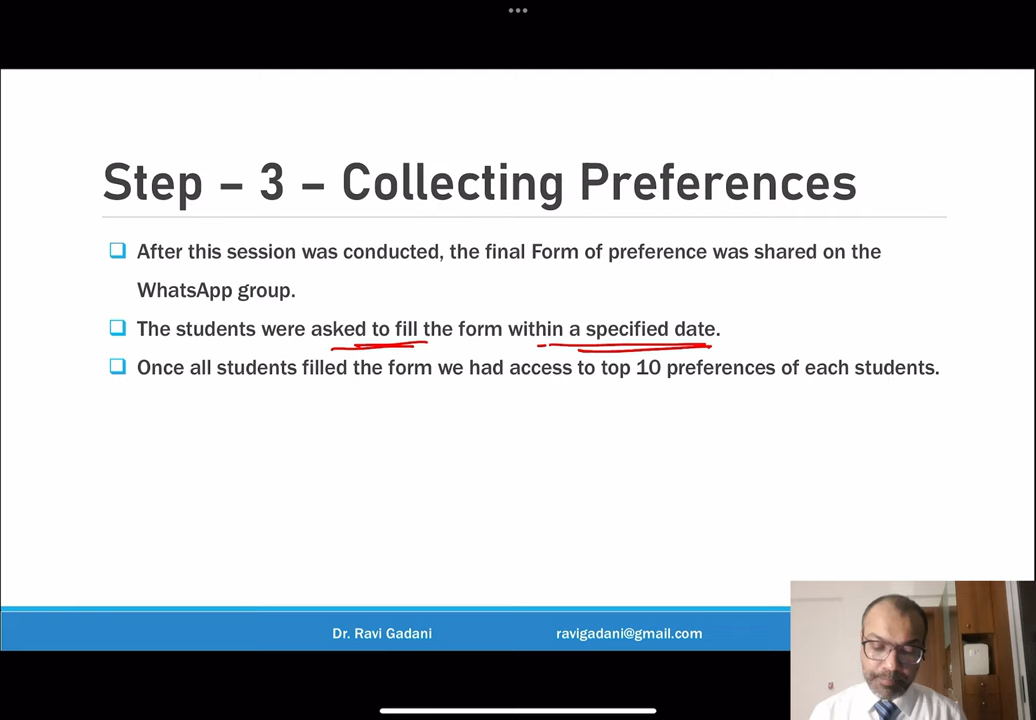 Step – 3 – Collecting Preferences
After this session was conducted, the final Form of preference was shared on the
WhatsApp group.
The students were asked to fill the form within a specified date.
Once all students filled the form we had access to top 10 preferences of each students.
Dr. Ravi Gadani
ravigadani@gmail.com